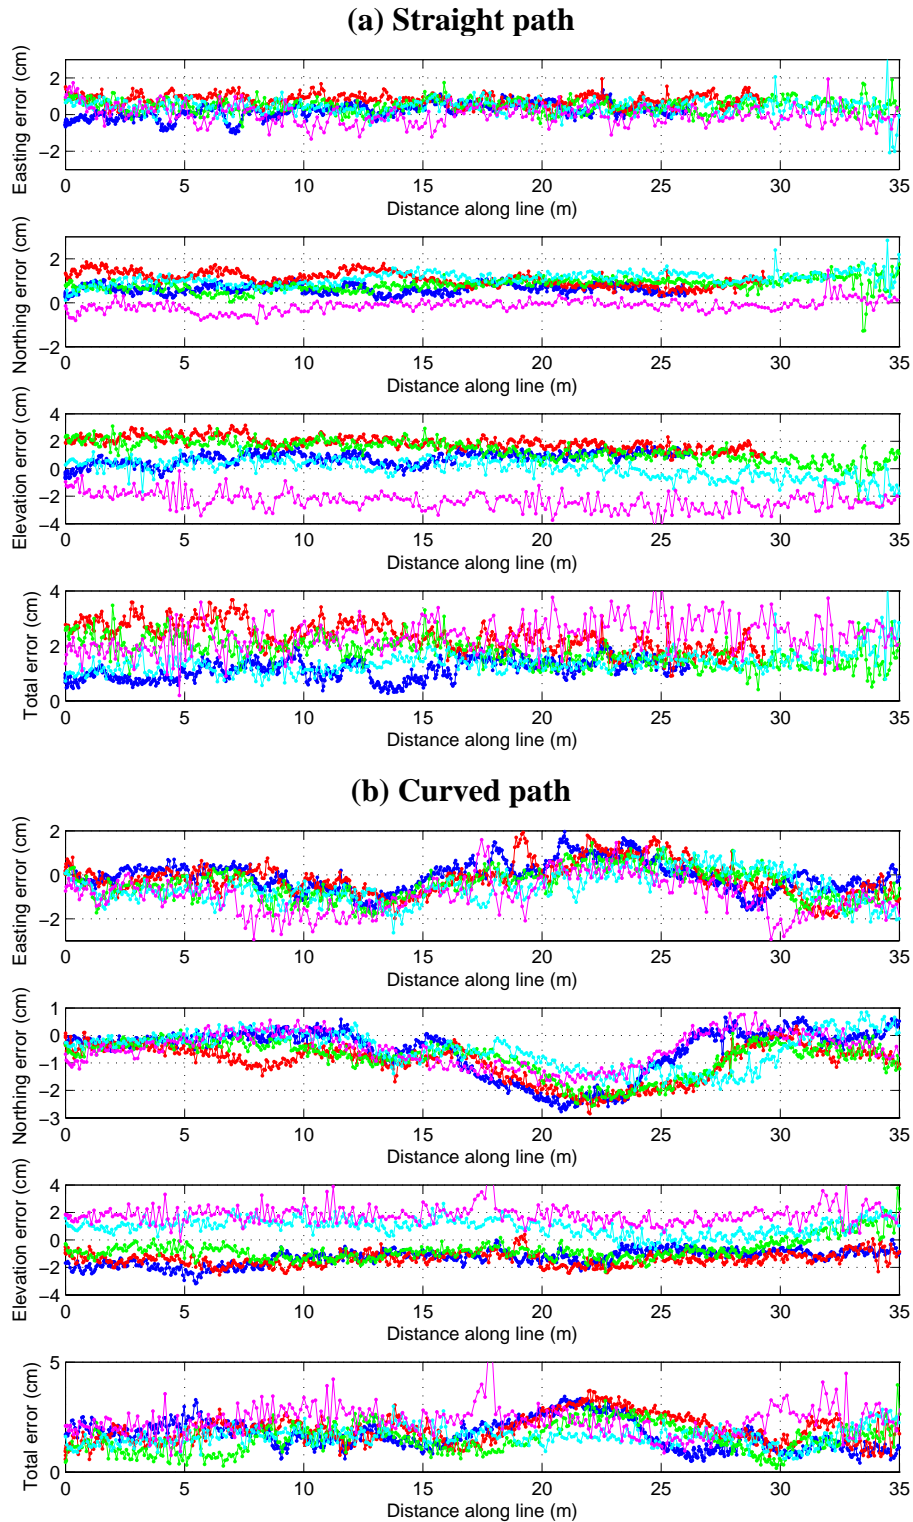 (a) Straight path
Easting error (cm)
2
0
−2
0 5 10 15 20 25 30 35
Distance along line (m)
Northing error (cm)
2
0
−2
0 5 10 15 20 25 30 35
Distance along line (m)
Elevation error (cm)
4
2
0
−2
−4
0 5 10 15 20 25 30 35
Distance along line (m)
Total error (cm)
4
2
0
0 5 10 15 20 25 30 35
Distance along line (m)
(b) Curved path
Easting error (cm)
2
0
−2
0 5 10 15 20 25 30 35
Distance along line (m)
Northing error (cm)
1
0
−1
−2
−3
0 5 10 15 20 25 30 35
Distance along line (m)
Elevation error (cm)
4
2
0
−2
−4
0 5 10 15 20 25 30 35
Distance along line (m)
Total error (cm)
5
0
0 5 10 15 20 25 30 35
Distance along line (m)